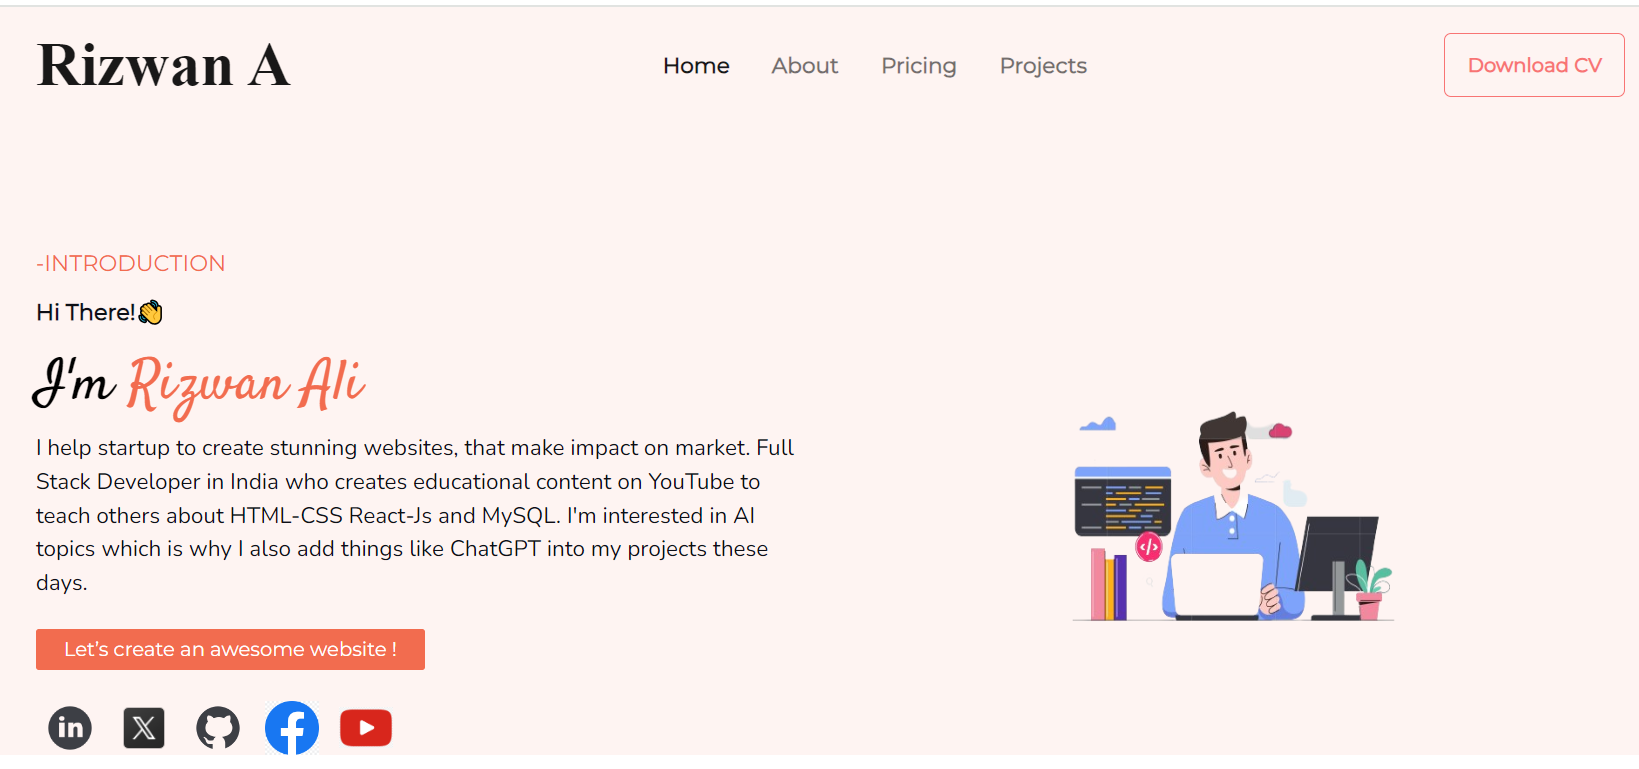 Rizwan A
Home About Pricing Projects
Download CV
-INTRODUCTION
Hi There!👋
I'm Rizwan Ali
I help startup to create stunning websites, that make impact on market. Full
Stack Developer in India who creates educational content on YouTube to
teach others about HTML-CSS React-Js and MySQL. I'm interested in AI
topics which is why I also add things like ChatGPT into my projects these
days.
</>
Let's create an awesome website !
in
X
f